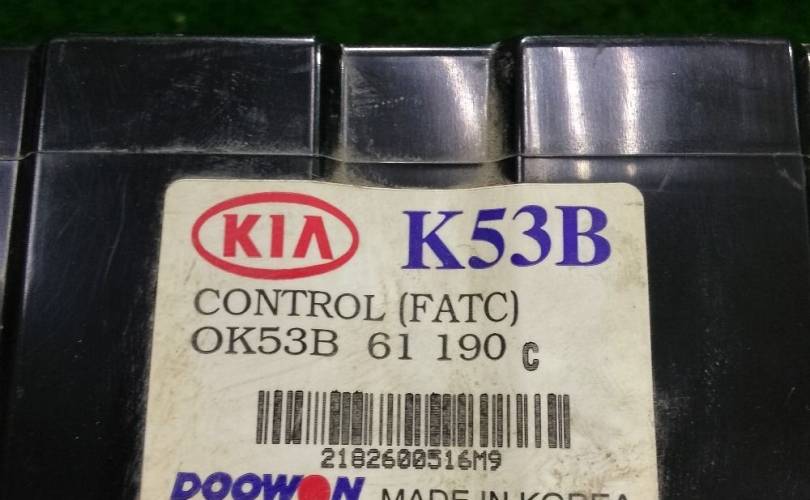 KIA K53B
CONTROL (FATC)
OK53B 61 190 C
2182600516M9
DOOWON MADE IN KOREA